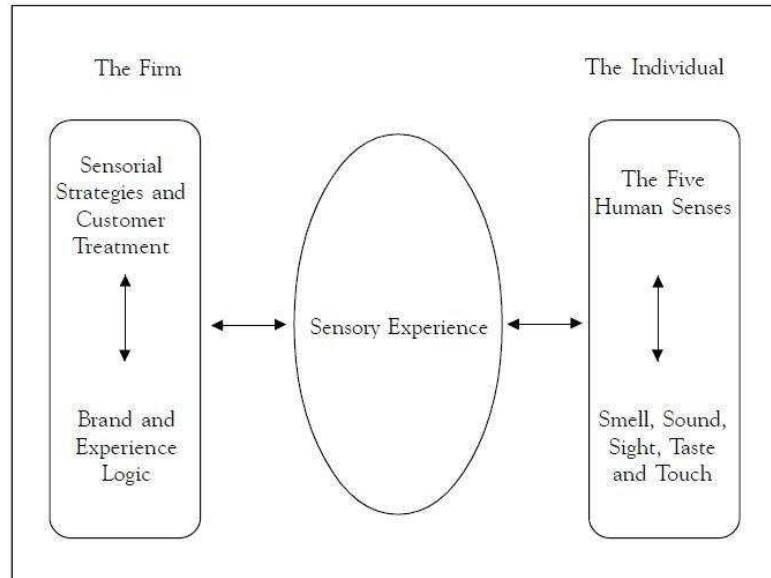 The Firm
The Individual
Sensorial
Strategies and
Customer
Treatment
Brand and
Experience
Logic
Sensory Experience
The Five
Human Senses
Smell, Sound,
Sight, Taste
and Touch